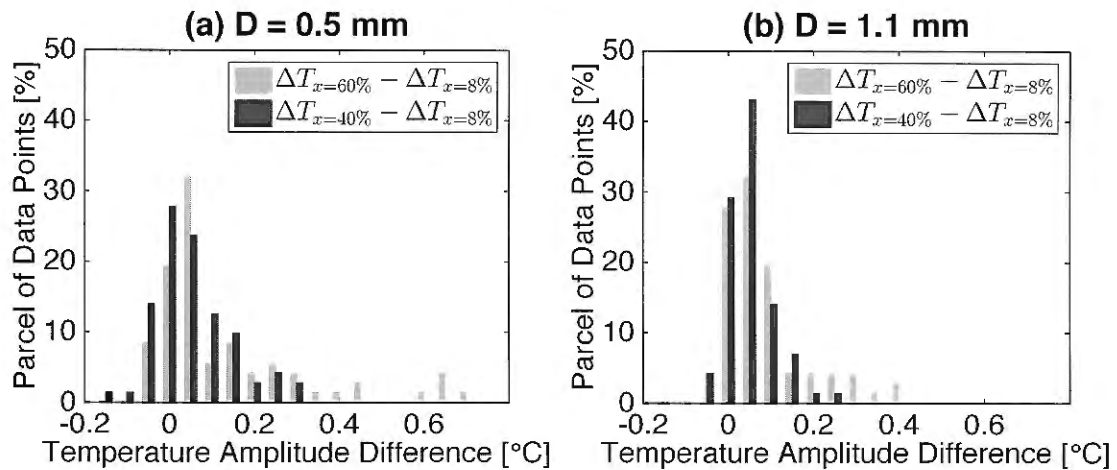 (a) D = 0.5 mm
50
40
30
20
10
0
Parcel of Data Points [%]
ΔT_{x=60%} − ΔT_{x=8%}
ΔT_{x=40%} − ΔT_{x=8%}
-0.2 0 0.2 0.4 0.6
Temperature Amplitude Difference [°C]
(b) D = 1.1 mm
50
40
30
20
10
0
Parcel of Data Points [%]
ΔT_{x=60%} − ΔT_{x=8%}
ΔT_{x=40%} − ΔT_{x=8%}
-0.2 0 0.2 0.4 0.6
Temperature Amplitude Difference [°C]